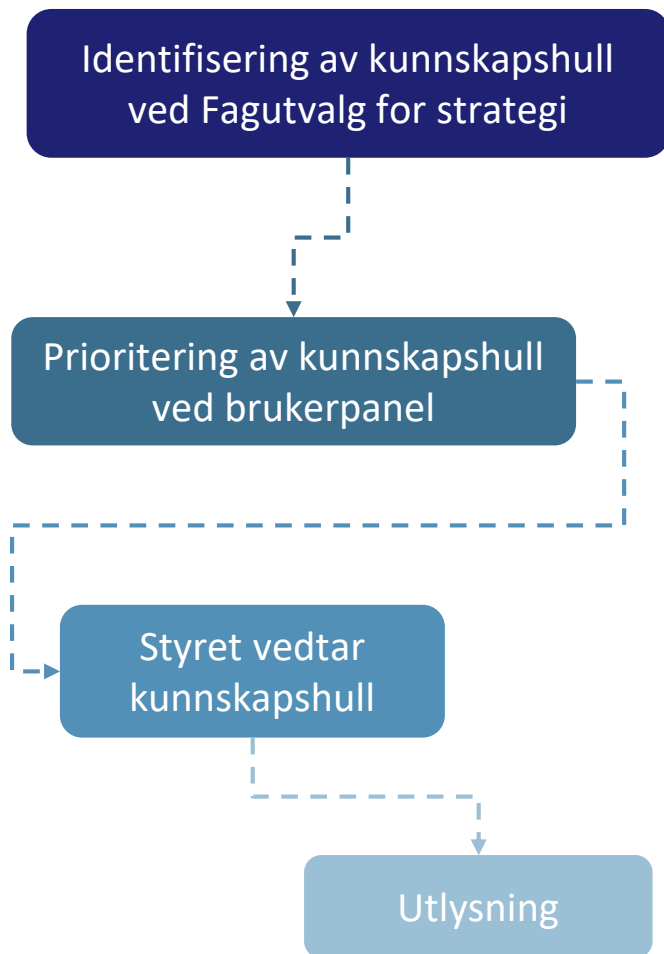 Identifisering av kunnskapshull
ved Fagutvalg for strategi
Prioritering av kunnskapshull
ved brukerpanel
Styret vedtar
kunnskapshull
Utlysning